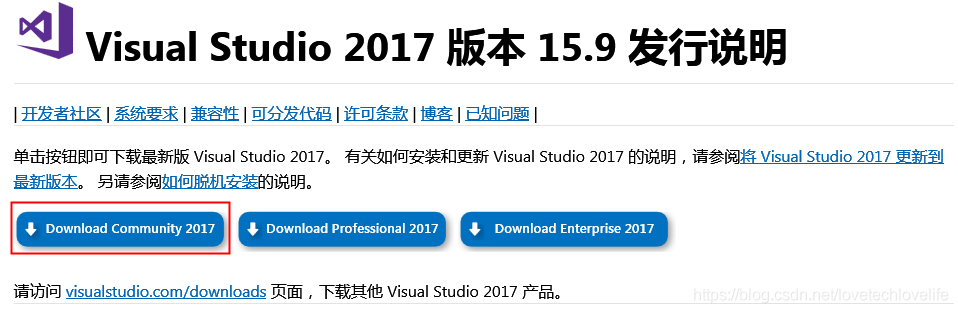 Visual Studio 2017 版本 15.9 发行说明
| 开发者社区 | 系统要求 | 兼容性 | 可分发代码 | 许可条款 | 博客 | 已知问题 |
单击按钮即可下载最新版 Visual Studio 2017。 有关如何安装和更新 Visual Studio 2017 的说明，请参阅将 Visual Studio 2017 更新到
最新版本。 另请参阅如何脱机安装的说明。
Download Community 2017 Download Professional 2017 Download Enterprise 2017
请访问 visualstudio.com/downloads 页面，下载其他 Visual Studio 2017 产品。
https://blog.csdn.net/lovetechlovelife